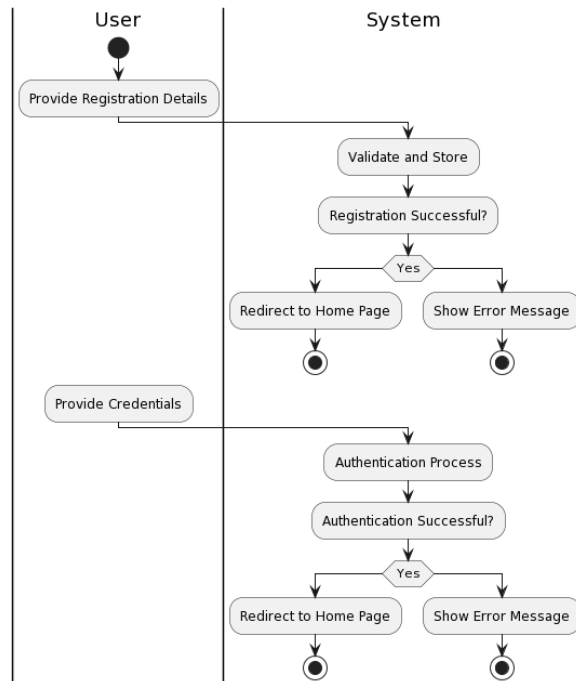 User
System
Provide Registration Details
Validate and Store
Registration Successful?
Yes
Redirect to Home Page
Show Error Message
Provide Credentials
Authentication Process
Authentication Successful?
Yes
Redirect to Home Page
Show Error Message